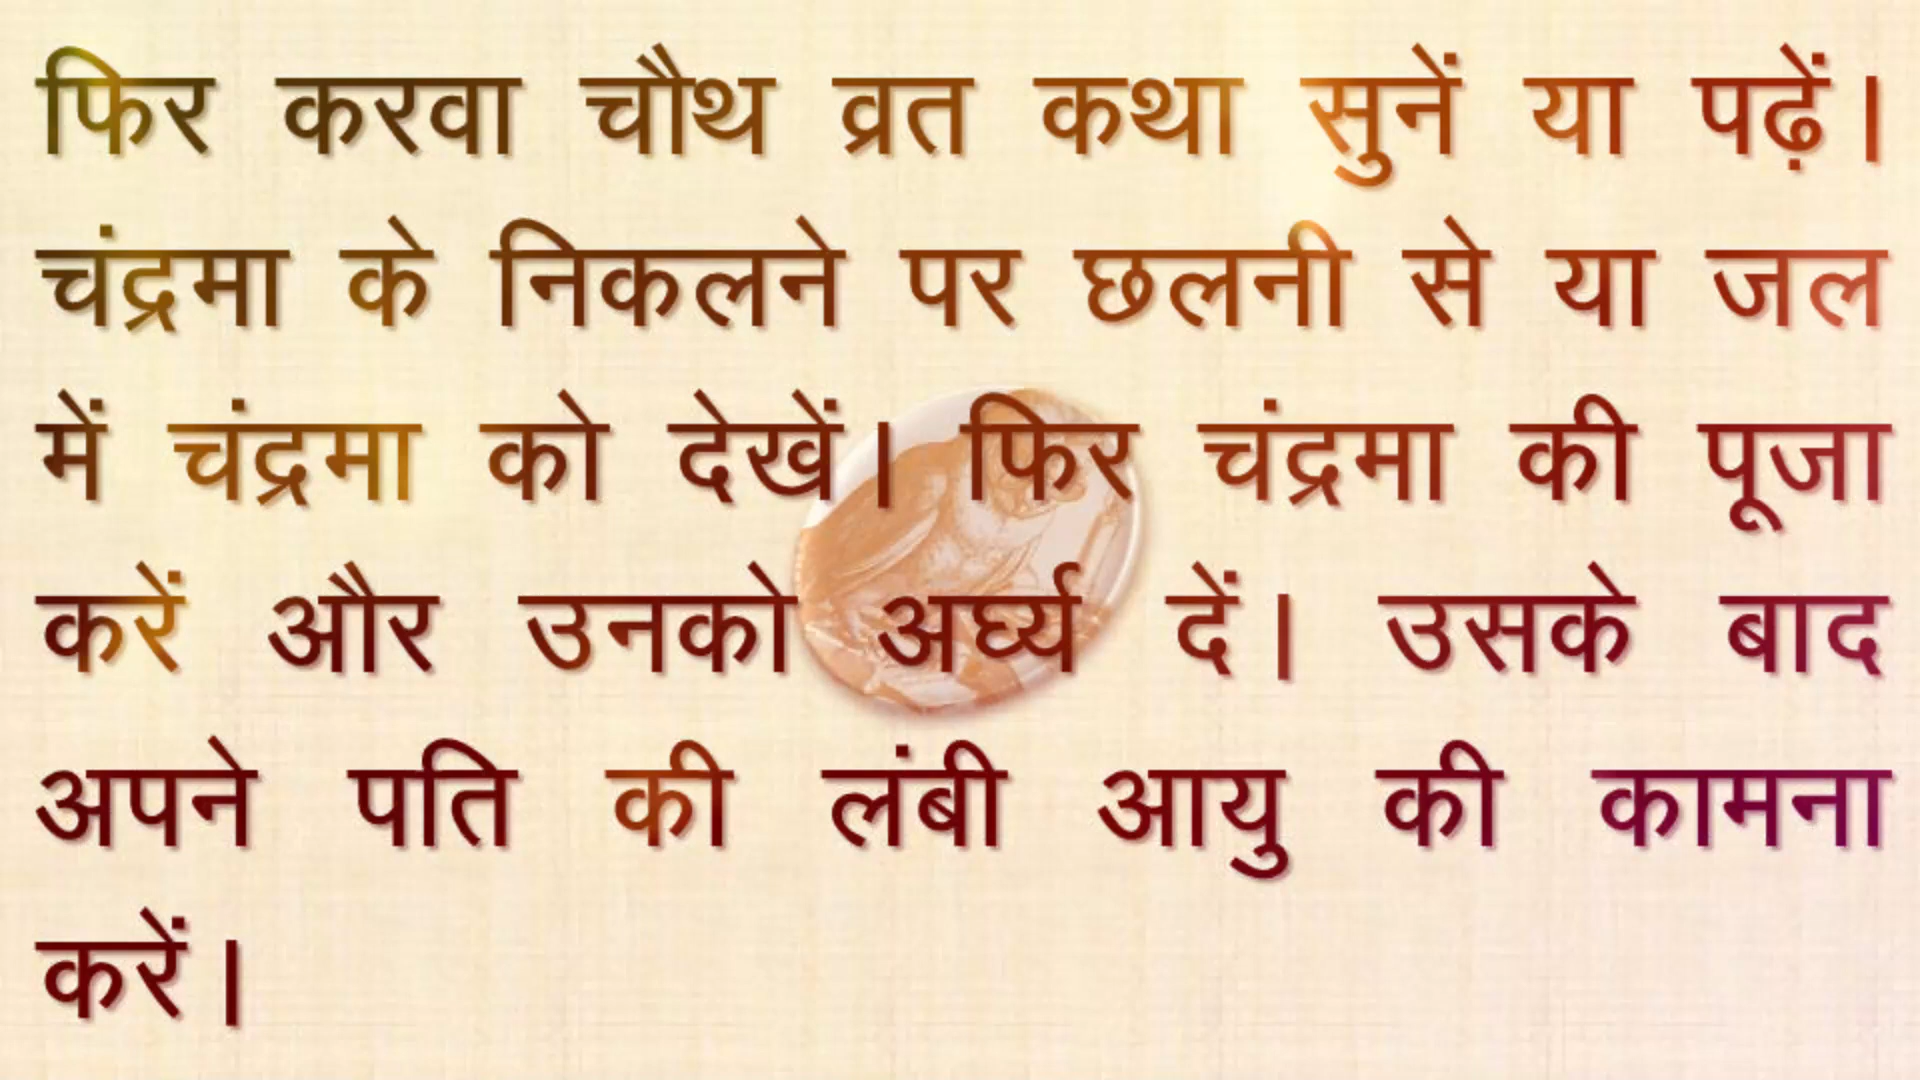 फिर करवा चौथ व्रत कथा सुनें या पढ़ें।
चंद्रमा के निकलने पर छलनी से या जल
में चंद्रमा को देखें। फिर चंद्रमा की पूजा
करें और उनको अर्घ्य दें। उसके बाद
अपने पति की लंबी आयु की कामना
करें।